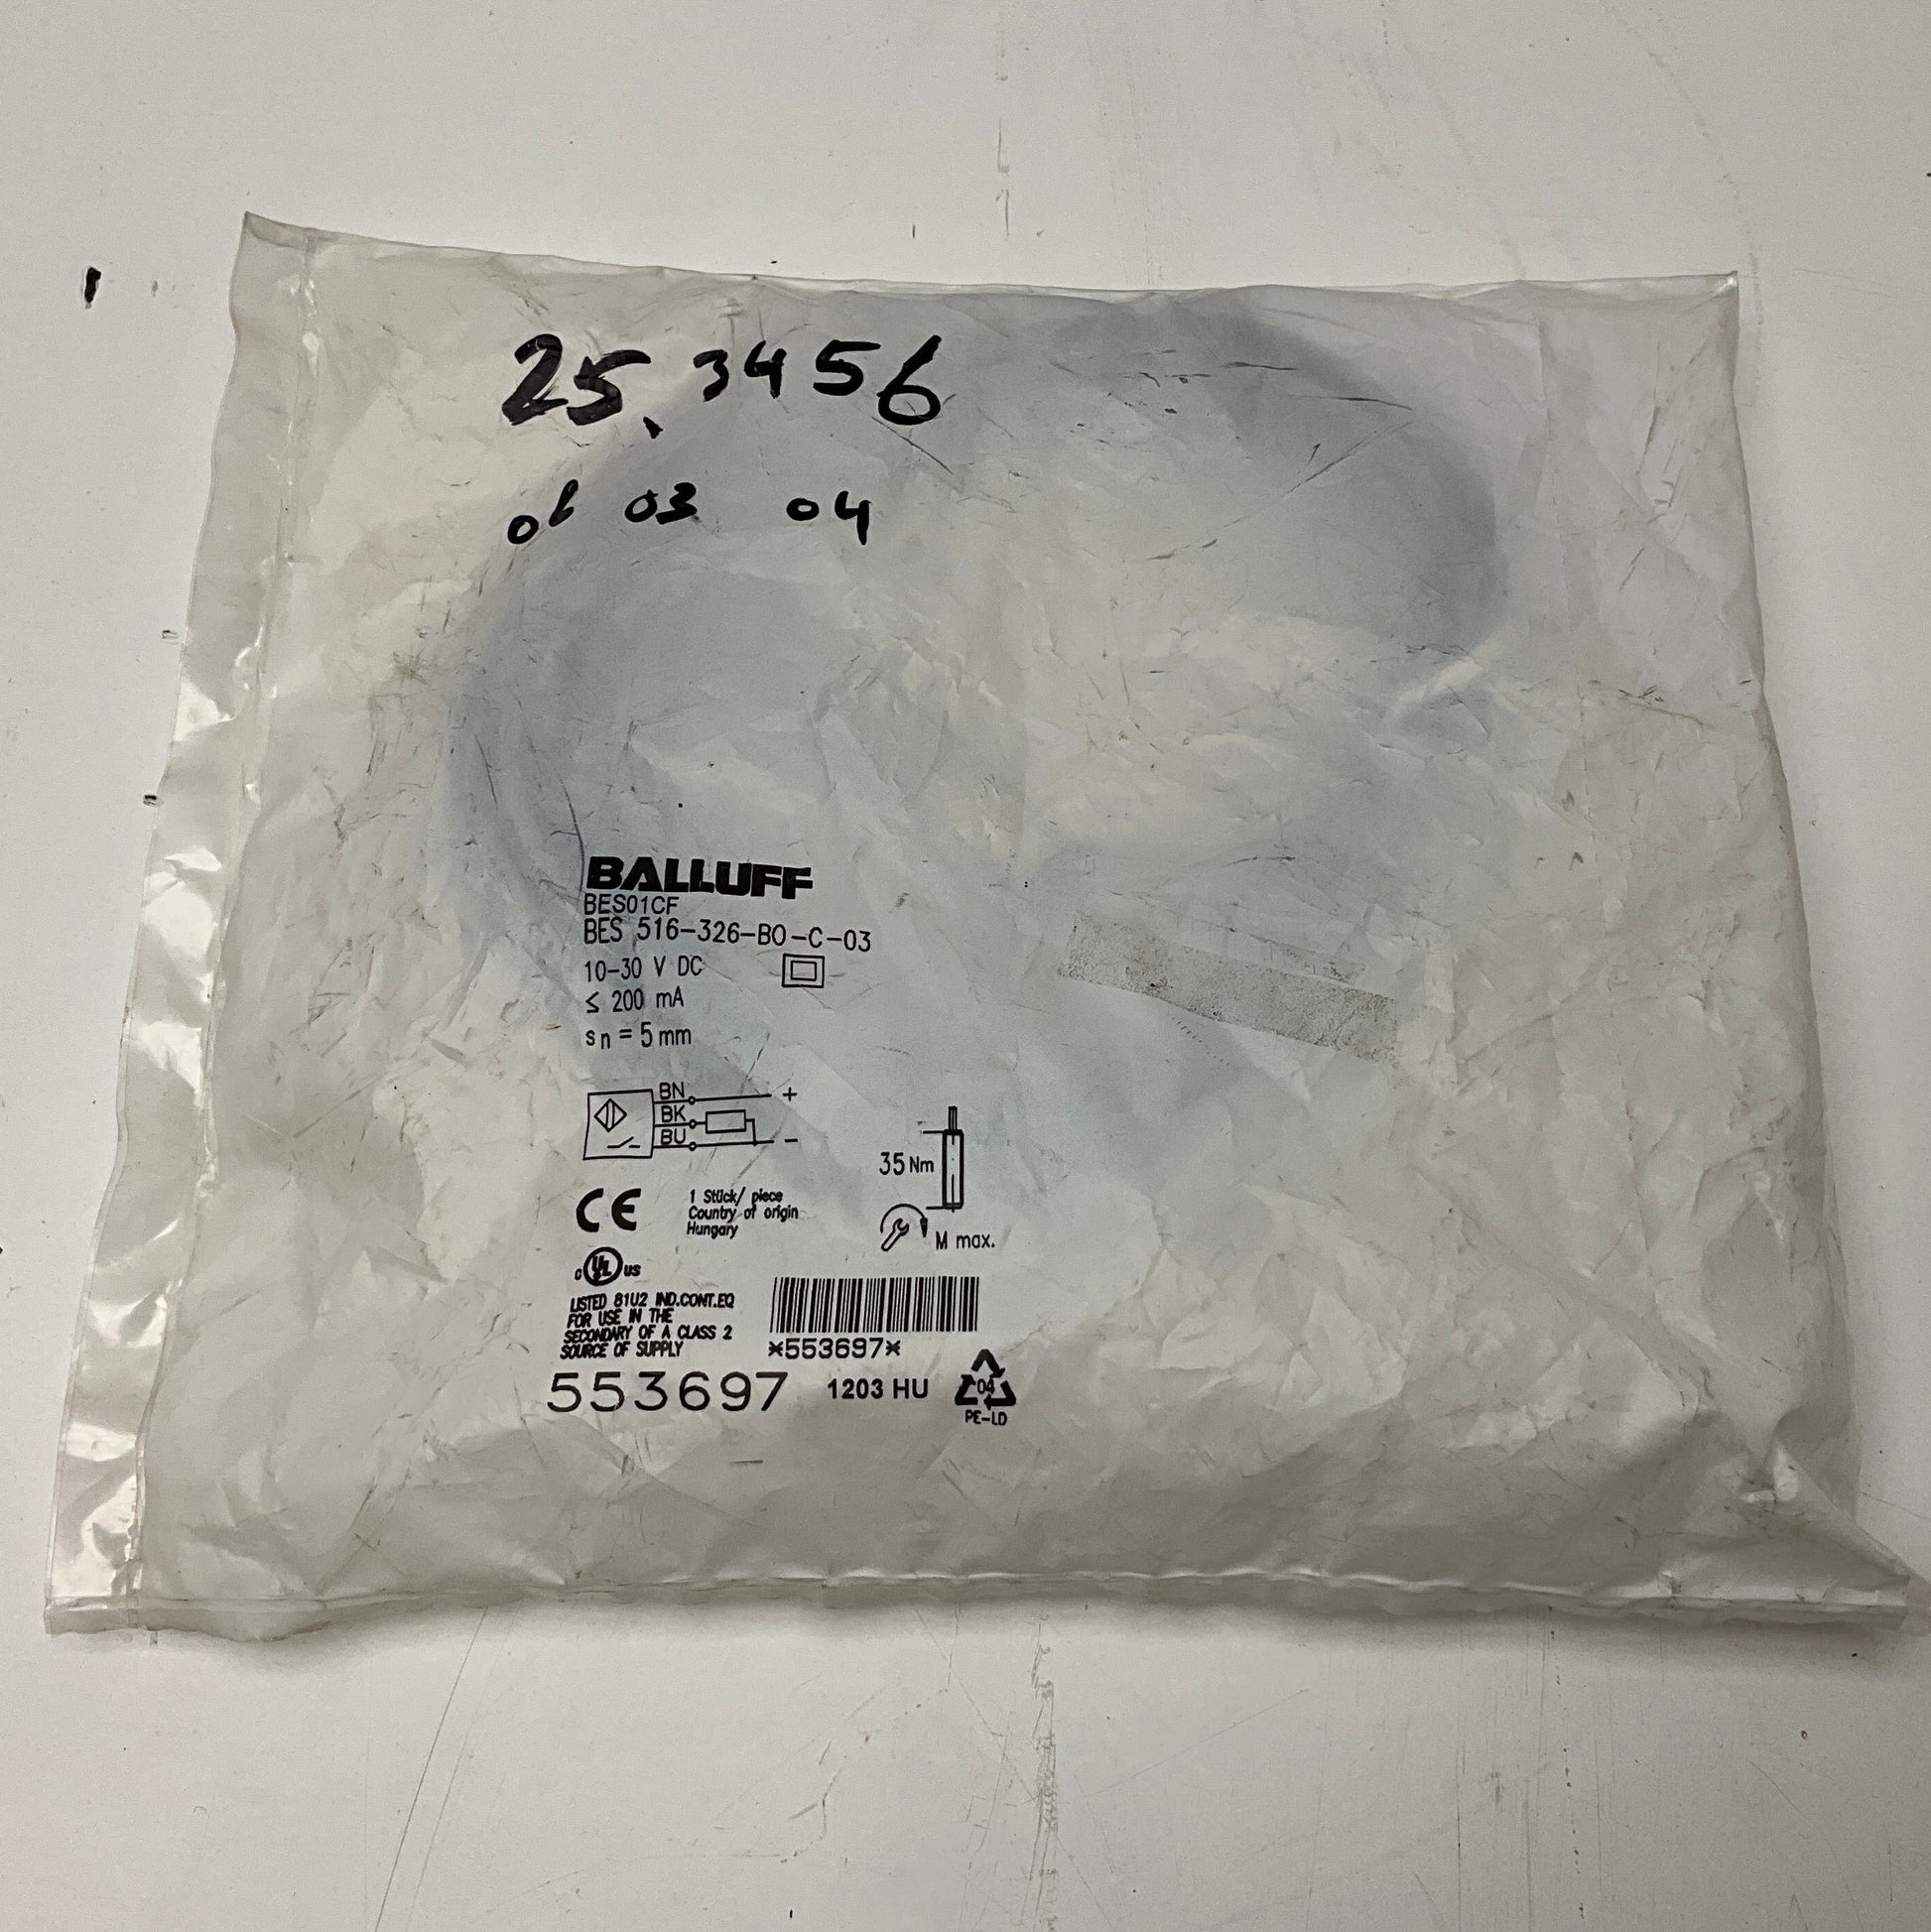 25.3456
06 03 04
BALLUFF
BES01CF
BES 516-326-BO-C-03
10-30 V DC
≤ 200 mA
sn = 5 mm
BN +
BK
BU -
35 Nm
M max.
CE
1 Stück/ piece
Country of origin
Hungary
c UL us
LISTED 81U2 IND.CONT.EQ
FOR USE IN THE
SECONDARY OF A CLASS 2
SOURCE OF SUPPLY
*553697*
553697 1203 HU
04
PE-LD